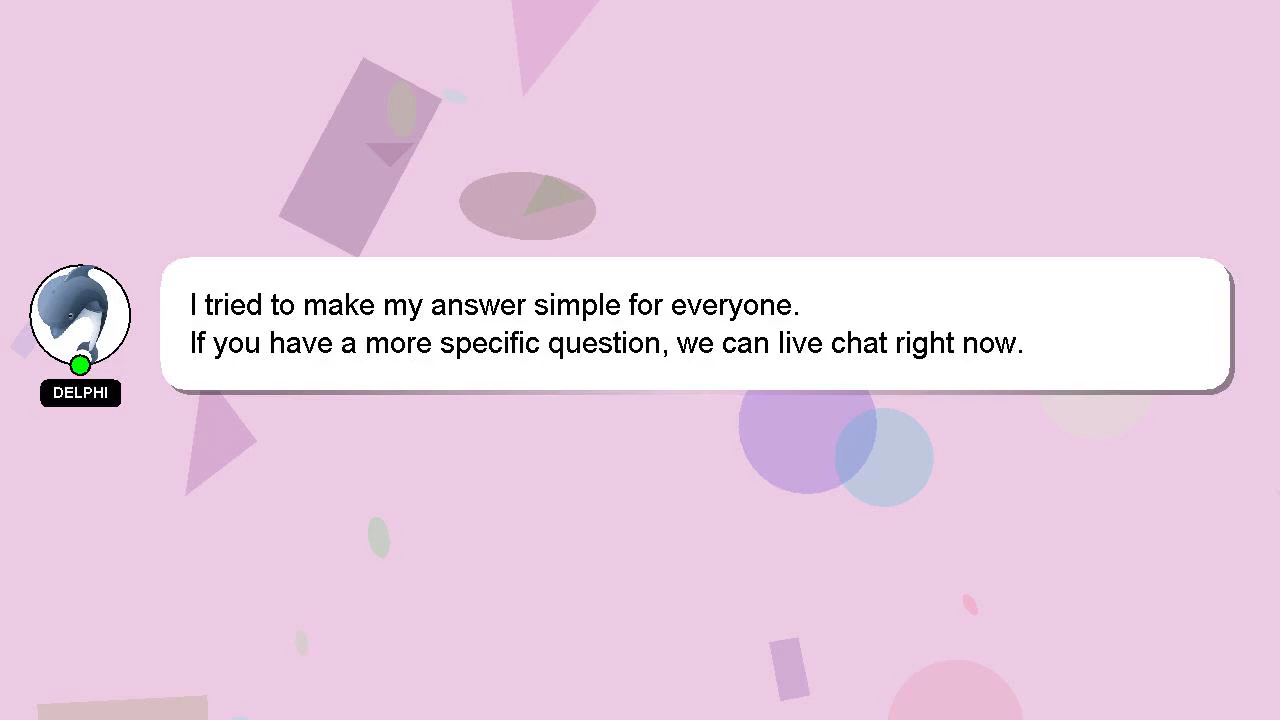 I tried to make my answer simple for everyone.
If you have a more specific question, we can live chat right now.
DELPHI